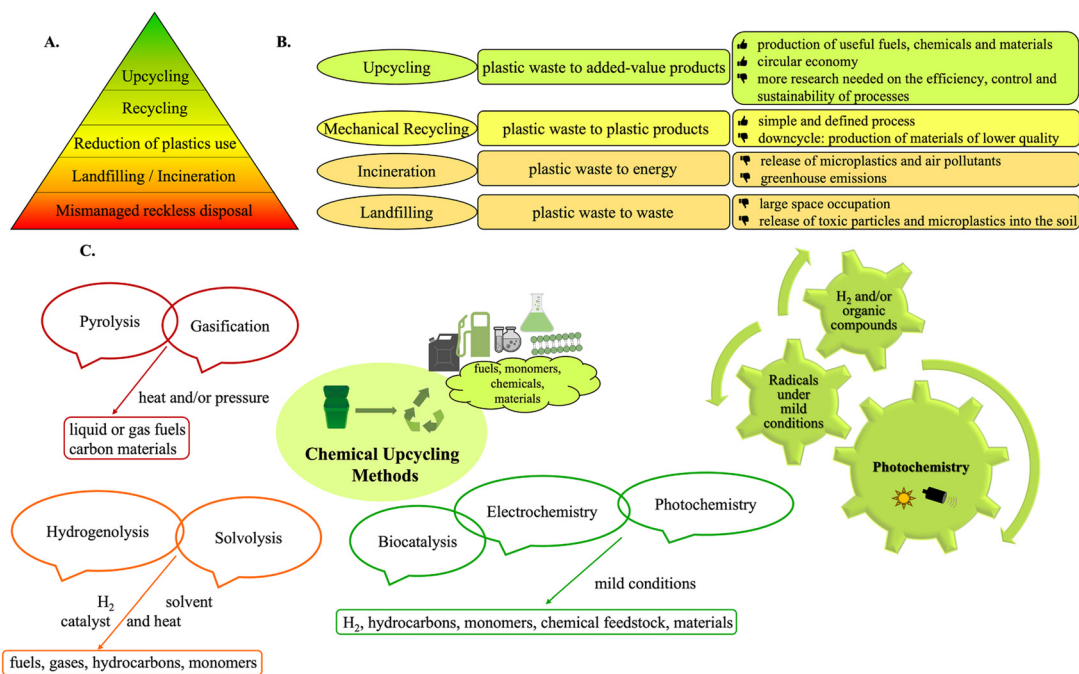 A.
Upcycling
Recycling
Reduction of plastics use
Landfilling / Incineration
Mismanaged reckless disposal
B.
Upcycling
plastic waste to added-value products
production of useful fuels, chemicals and materials
circular economy
more research needed on the efficiency, control and
sustainability of processes
Mechanical Recycling
plastic waste to plastic products
simple and defined process
downcycle: production of materials of lower quality
Incineration
plastic waste to energy
release of microplastics and air pollutants
greenhouse emissions
Landfilling
plastic waste to waste
large space occupation
release of toxic particles and microplastics into the soil
C.
Pyrolysis
Gasification
heat and/or pressure
liquid or gas fuels
carbon materials
Hydrogenolysis
Solvolysis
H₂
catalyst
solvent
and heat
fuels, gases, hydrocarbons, monomers
fuels, monomers,
chemicals,
materials
Chemical Upcycling
Methods
Biocatalysis
Electrochemistry
Photochemistry
mild conditions
H₂, hydrocarbons, monomers, chemical feedstock, materials
H₂ and/or
organic
compounds
Radicals
under
mild
conditions
Photochemistry